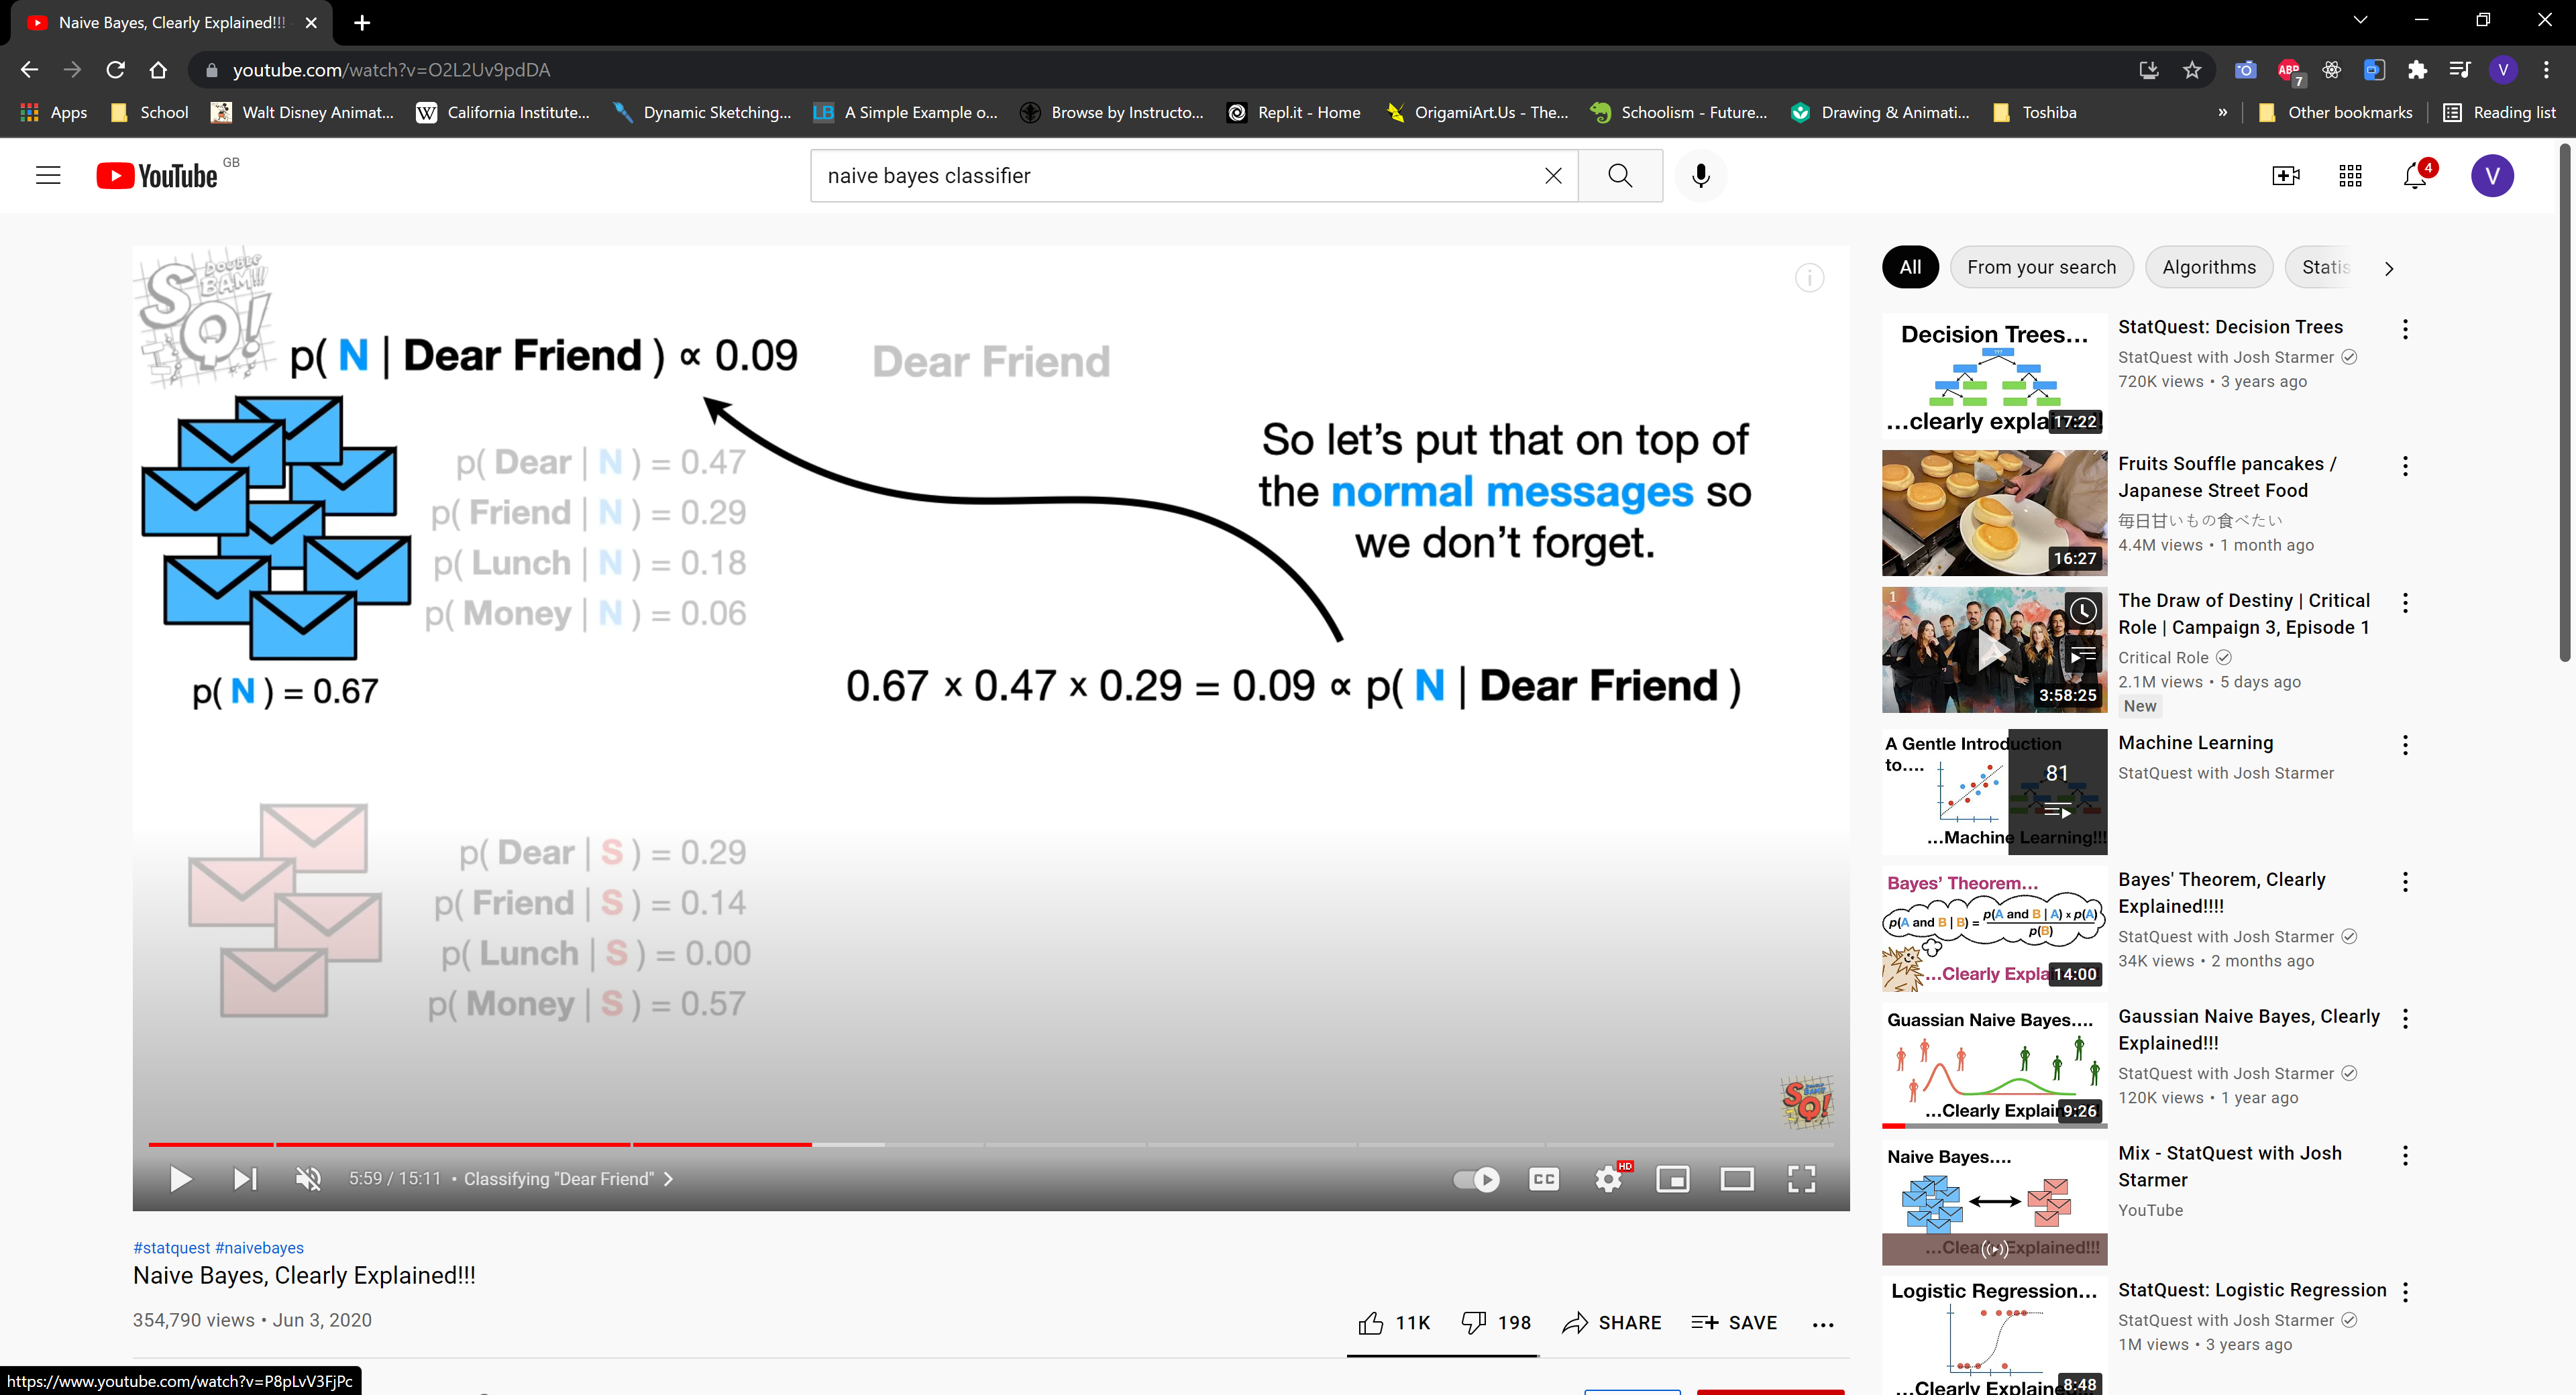 Naive Bayes, Clearly Explained!!!
youtube.com/watch?v=O2L2Uv9pdDA
ABP
7
V
Apps
School
Walt Disney Animat...
W
California Institute...
Dynamic Sketching...
LB
A Simple Example o...
Browse by Instructo...
Repl.it - Home
OrigamiArt.Us - The...
Schoolism - Future...
Drawing & Animati...
Toshiba
»
Other bookmarks
Reading list
YouTube
GB
naive bayes classifier
4
V
DOUBLE
BAM!!!
SQ!
p( N | Dear Friend ) ∝ 0.09
Dear Friend
p( Dear | N ) = 0.47
p( Friend | N ) = 0.29
p( Lunch | N ) = 0.18
p( Money | N ) = 0.06
p( N ) = 0.67
So let's put that on top of
the normal messages so
we don't forget.
0.67 x 0.47 x 0.29 = 0.09 ∝ p( N | Dear Friend )
p( Dear | S ) = 0.29
p( Friend | S ) = 0.14
p( Lunch | S ) = 0.00
p( Money | S ) = 0.57
SQ!
5:59 / 15:11 • Classifying "Dear Friend"
CC
HD
#statquest #naivebayes
Naive Bayes, Clearly Explained!!!
354,790 views • Jun 3, 2020
11K
198
SHARE
SAVE
https://www.youtube.com/watch?v=P8pLvV3FjPc
All
From your search
Algorithms
Statis
Decision Trees...
...clearly explai
17:22
StatQuest: Decision Trees
StatQuest with Josh Starmer
720K views • 3 years ago
16:27
Fruits Souffle pancakes /
Japanese Street Food
毎日甘いもの食べたい
4.4M views • 1 month ago
1
3:58:25
The Draw of Destiny | Critical
Role | Campaign 3, Episode 1
Critical Role
2.1M views • 5 days ago
New
A Gentle Introduction
to....
...Machine Learning!!!
81
Machine Learning
StatQuest with Josh Starmer
Bayes' Theorem...
p(A and B | B) = p(A and B | A) x p(A)
p(B)
...Clearly Expla
14:00
Bayes' Theorem, Clearly
Explained!!!!
StatQuest with Josh Starmer
34K views • 2 months ago
Guassian Naive Bayes....
...Clearly Explain
9:26
Gaussian Naive Bayes, Clearly
Explained!!!
StatQuest with Josh Starmer
120K views • 1 year ago
Naive Bayes....
...Clearly Explained!!!
Mix - StatQuest with Josh
Starmer
YouTube
Logistic Regression...
...Clearly Explaine
8:48
StatQuest: Logistic Regression
StatQuest with Josh Starmer
1M views • 3 years ago